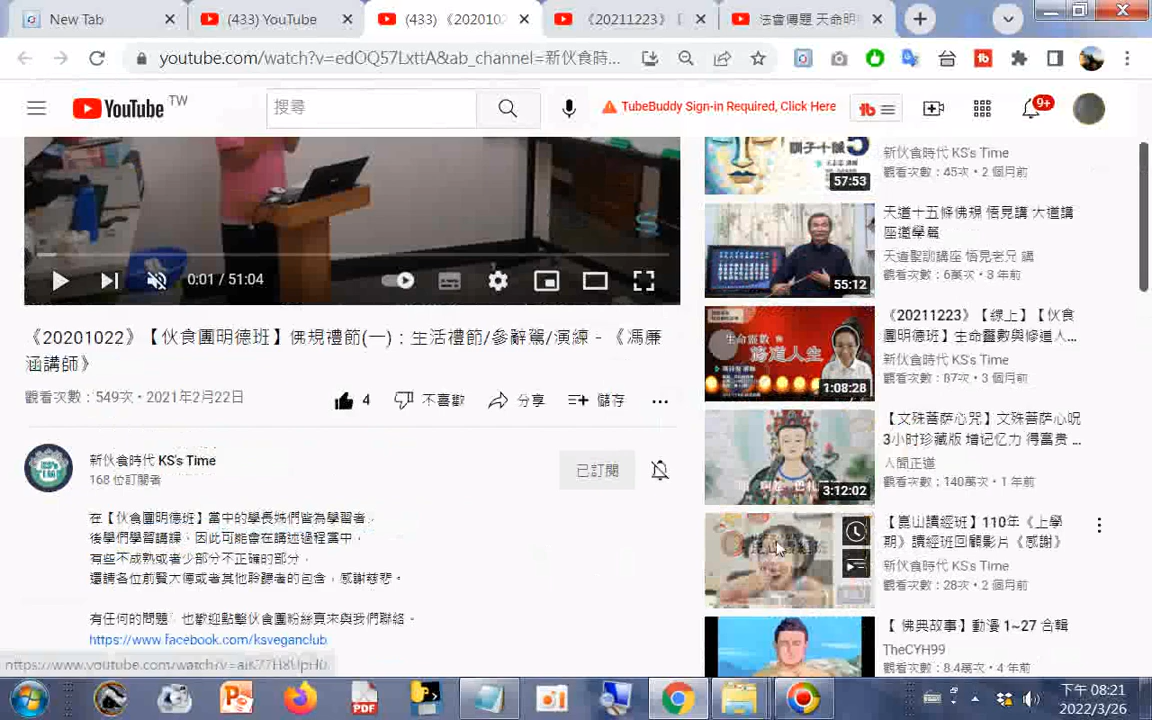 New Tab
(433) YouTube
(433) 《202010
《20211223》
法會傳題 天命明
youtube.com/watch?v=edOQ57LxttA&ab_channel=新伙食時...
YouTube TW
搜尋
TubeBuddy Sign-in Required, Click Here
9+
0:01 / 51:04
《20201022》【伙食團明德班】佛規禮節(一)：生活禮節/參辭駕/演練 - 《馮廉
涵講師》
觀看次數：549次・2021年2月22日
4
不喜歡
分享
儲存
新伙食時代 KS's Time
168 位訂閱者
已訂閱
在【伙食團明德班】當中的學長姊們皆為學習者，
後學們學習講課，因此可能會在講述過程當中，
有些不成熟或者少部分不正確的部分，
還請各位前賢大德或者其他聆聽者的包含，感謝慈悲。
有任何的問題，也歡迎點擊伙食團粉絲頁來與我們聯絡。
https://www.facebook.com/ksveganclub
57:53
新伙食時代 KS's Time
觀看次數：45次・2 個月前
天道十五條佛規 悟見講 大道講
座道學篇
天道聖訓講座 悟見老兄 講
觀看次數：6萬次・3 年前
55:12
《20211223》【線上】【伙食
團明德班】生命靈數與修道人...
新伙食時代 KS's Time
觀看次數：87次・3 個月前
生命靈數
修道人生
1:08:28
【文殊菩萨心咒】文殊菩萨心呪
3小时珍藏版 增记忆力 得富贵 ...
人間正道
觀看次數：140萬次・1 年前
3:12:02
【崑山讀經班】110年《上學
期》讀經班回顧影片《感謝》
新伙食時代 KS's Time
觀看次數：28次・2 個月前
【 佛典故事】動漫 1~27 合輯
TheCYH99
觀看次數：8.4萬次・4 年前
下午 08:21
2022/3/26